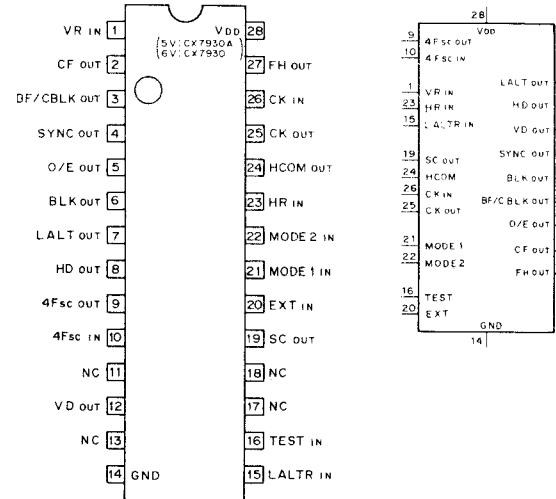 VR IN 1
CF OUT 2
BF/CBLK OUT 3
SYNC OUT 4
O/E OUT 5
BLK OUT 6
LALT OUT 7
HD OUT 8
4Fsc OUT 9
4Fsc IN 10
NC 11
VD OUT 12
NC 13
14 GND
VDD 28
(5V:CX7930A
6V:CX7930)
27 FH OUT
26 CK IN
25 CK OUT
24 HCOM OUT
23 HR IN
22 MODE 2 IN
21 MODE 1 IN
20 EXT IN
19 SC OUT
18 NC
17 NC
16 TEST IN
15 LALTR IN
28
VDD
9 4Fsc OUT
10 4Fsc IN
1 VR IN
23 HR IN
15 LALTR IN
19 SC OUT
24 HCOM
26 CK IN
25 CK OUT
21 MODE 1
22 MODE 2
16 TEST
20 EXT
LALT OUT
HD OUT
VD OUT
SYNC OUT
BLK OUT
BF/CBLK OUT
O/E OUT
CF OUT
FH OUT
GND
14